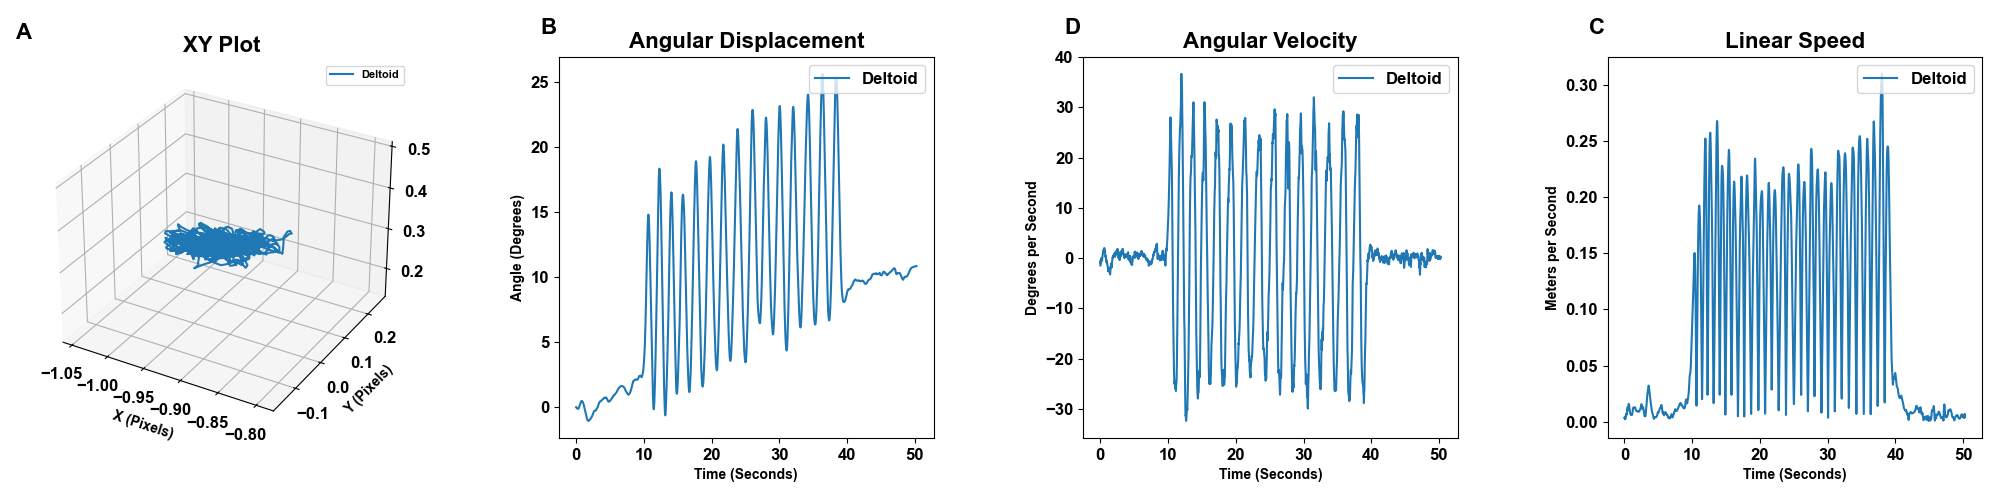 A
XY Plot
Deltoid
0.5
0.4
0.3
0.2
0.2
0.1
0.0
−0.1
Y (Pixels)
−1.05
−1.00
−0.95
−0.90
−0.85
−0.80
X (Pixels)
B
Angular Displacement
Deltoid
25
20
15
10
5
0
Angle (Degrees)
0 10 20 30 40 50
Time (Seconds)
D
Angular Velocity
Deltoid
40
30
20
10
0
−10
−20
−30
Degrees per Second
0 10 20 30 40 50
Time (Seconds)
C
Linear Speed
Deltoid
0.30
0.25
0.20
0.15
0.10
0.05
0.00
Meters per Second
0 10 20 30 40 50
Time (Seconds)